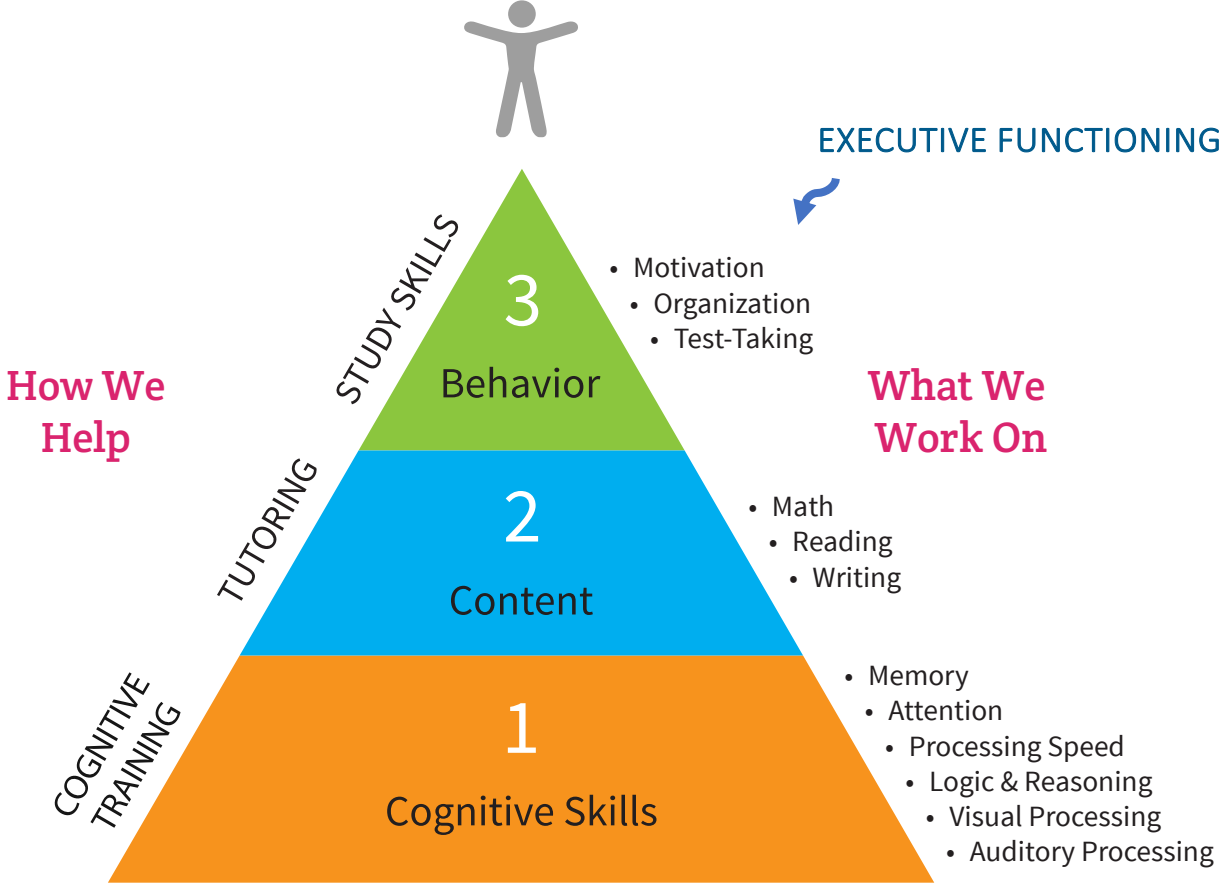 EXECUTIVE FUNCTIONING
STUDY SKILLS
3
Behavior
• Motivation
• Organization
• Test-Taking
How We
Help
What We
Work On
TUTORING
2
Content
• Math
• Reading
• Writing
COGNITIVE
TRAINING
1
Cognitive Skills
• Memory
• Attention
• Processing Speed
• Logic & Reasoning
• Visual Processing
• Auditory Processing